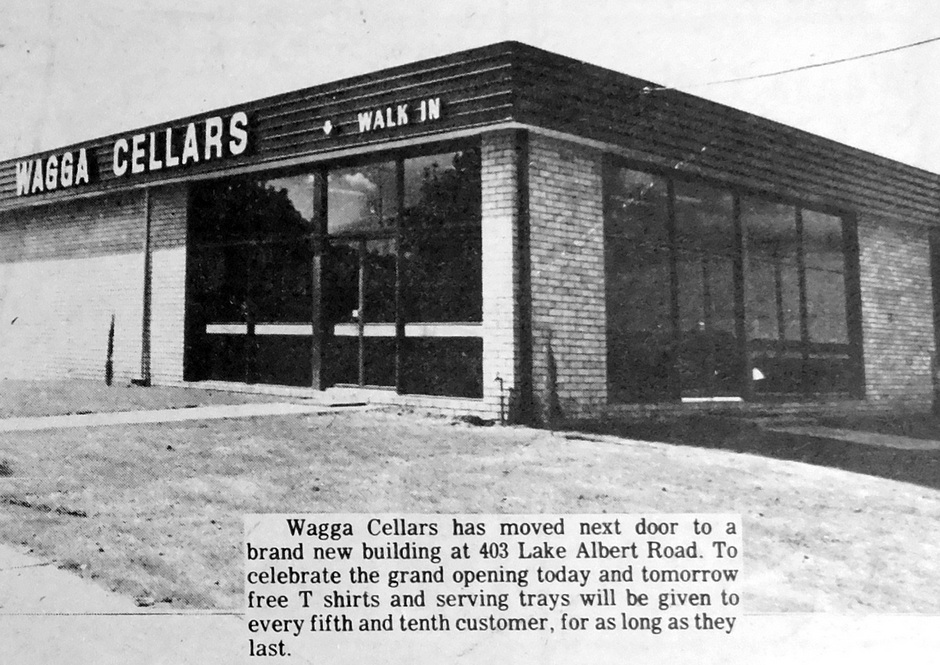 WAGGA CELLARS
WALK IN
Wagga Cellars has moved next door to a
brand new building at 403 Lake Albert Road. To
celebrate the grand opening today and tomorrow
free T shirts and serving trays will be given to
every fifth and tenth customer, for as long as they
last.